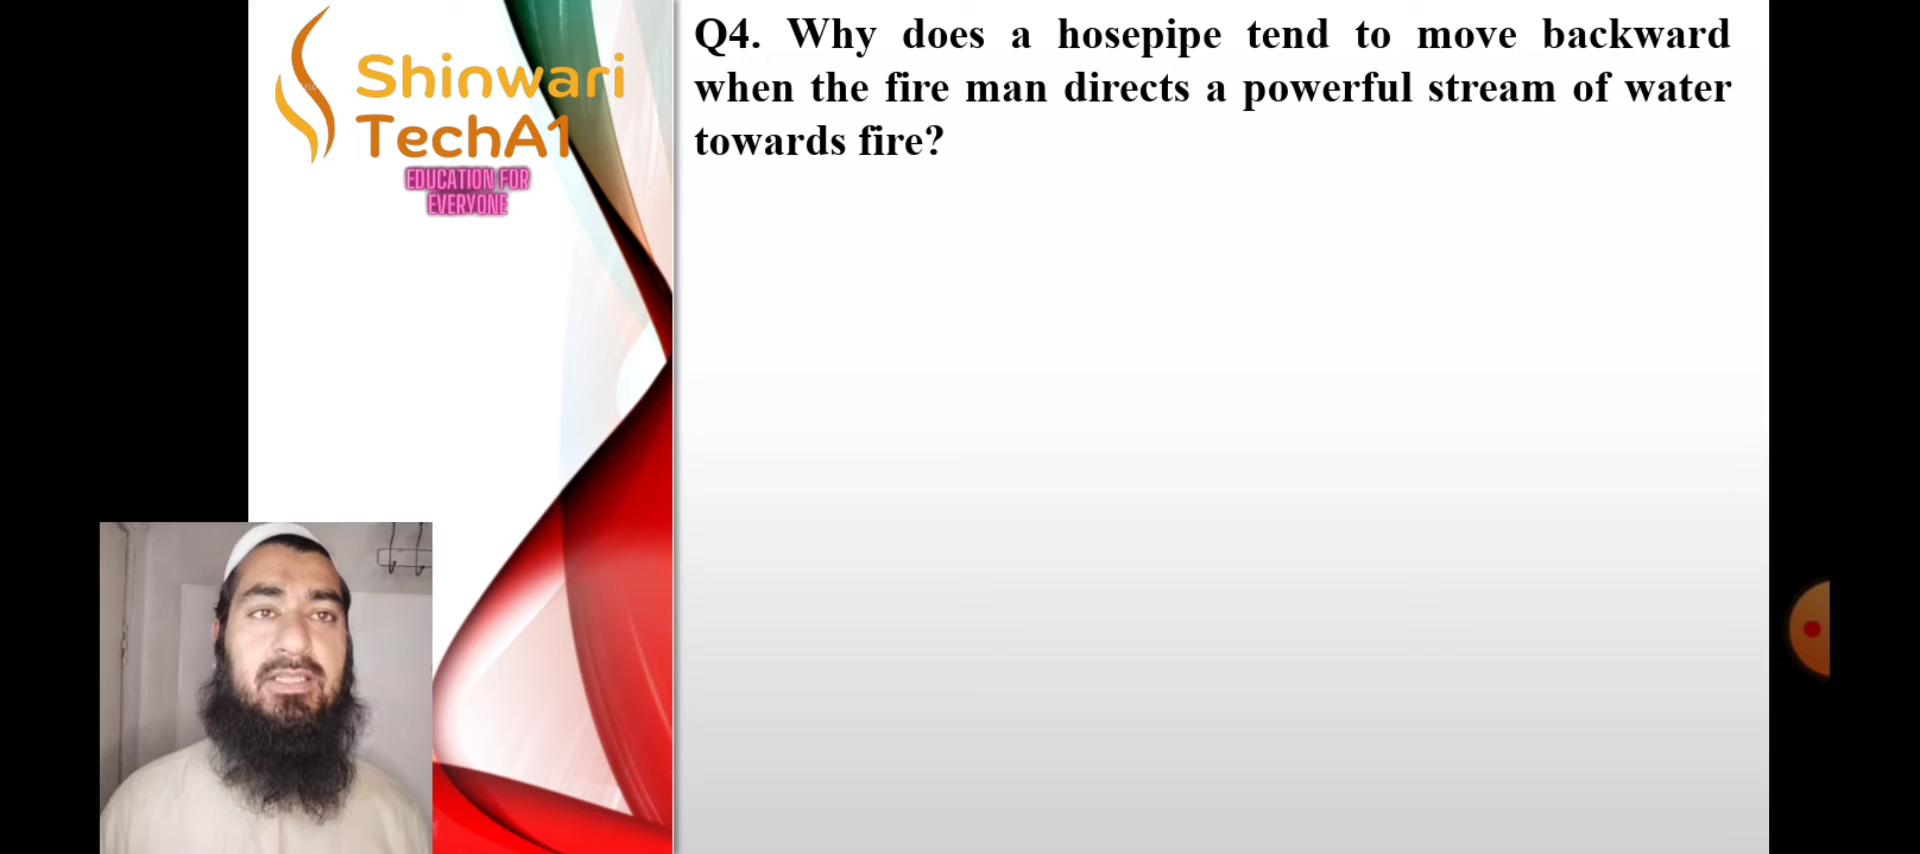 Shinwari
TechA1
EDUCATION FOR
EVERYONE
Q4. Why does a hosepipe tend to move backward
when the fire man directs a powerful stream of water
towards fire?